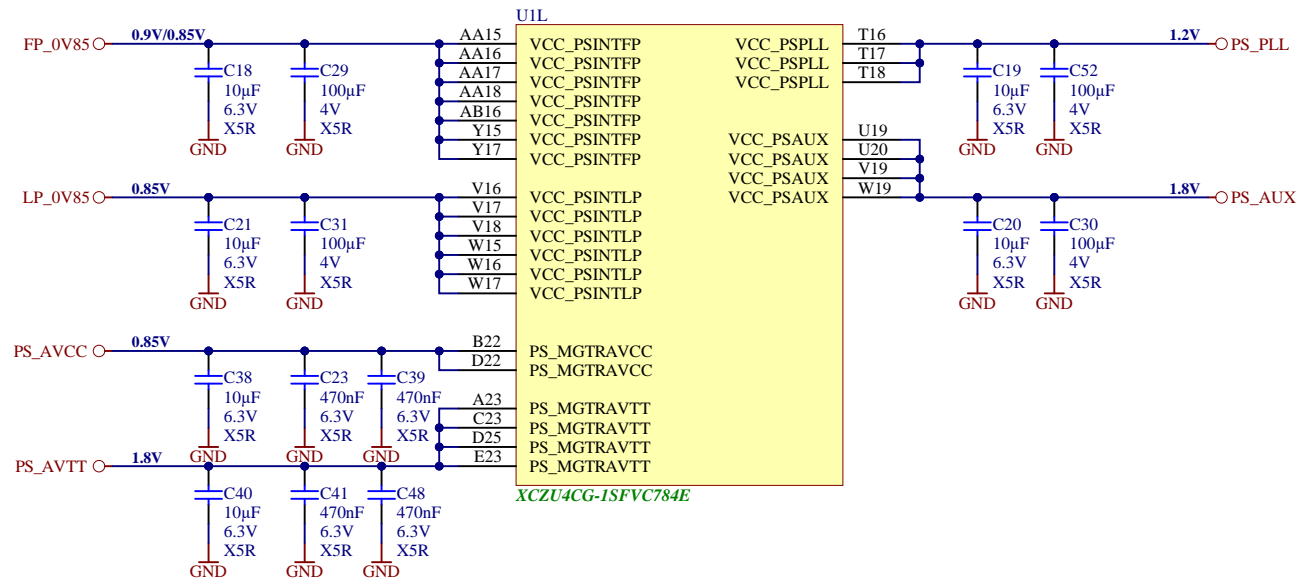 U1L
FP_0V85
0.9V/0.85V
AA15
AA16
AA17
AA18
AB16
Y15
Y17
VCC_PSINTFP
VCC_PSINTFP
VCC_PSINTFP
VCC_PSINTFP
VCC_PSINTFP
VCC_PSINTFP
VCC_PSINTFP
C18
10µF
6.3V
X5R
GND
C29
100µF
4V
X5R
GND
LP_0V85
0.85V
V16
V17
V18
W15
W16
W17
VCC_PSINTLP
VCC_PSINTLP
VCC_PSINTLP
VCC_PSINTLP
VCC_PSINTLP
VCC_PSINTLP
C21
10µF
6.3V
X5R
GND
C31
100µF
4V
X5R
GND
PS_AVCC
0.85V
B22
D22
PS_MGTRAVCC
PS_MGTRAVCC
C38
10µF
6.3V
X5R
GND
C23
470nF
6.3V
X5R
GND
C39
470nF
6.3V
X5R
GND
PS_AVTT
1.8V
A23
C23
D25
E23
PS_MGTRAVTT
PS_MGTRAVTT
PS_MGTRAVTT
PS_MGTRAVTT
C40
10µF
6.3V
X5R
GND
C41
470nF
6.3V
X5R
GND
C48
470nF
6.3V
X5R
GND
VCC_PSPLL
VCC_PSPLL
VCC_PSPLL
T16
T17
T18
1.2V
PS_PLL
C19
10µF
6.3V
X5R
GND
C52
100µF
4V
X5R
GND
VCC_PSAUX
VCC_PSAUX
VCC_PSAUX
VCC_PSAUX
U19
U20
V19
W19
1.8V
PS_AUX
C20
10µF
6.3V
X5R
GND
C30
100µF
4V
X5R
GND
XCZU4CG-1SFVC784E